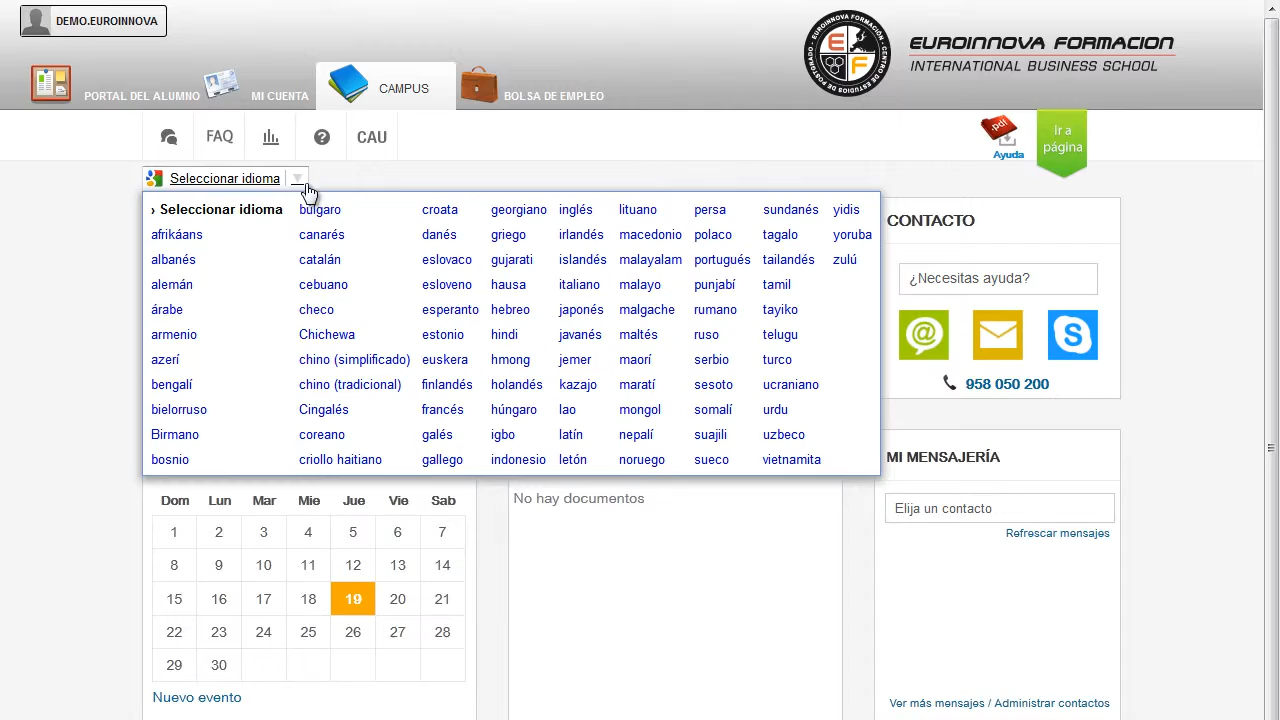 DEMO.EUROINNOVA
EUROINNOVA FORMACIÓN
CENTRO DE ESTUDIOS DE POSTGRADO
E F
EUROINNOVA FORMACION
INTERNATIONAL BUSINESS SCHOOL
PORTAL DEL ALUMNO MI CUENTA CAMPUS BOLSA DE EMPLEO
FAQ ? CAU
.pdf
Ayuda
Ir a
página
Seleccionar idioma
› Seleccionar idioma búlgaro croata georgiano inglés lituano persa sundanés yidis
afrikáans canarés danés griego irlandés macedonio polaco tagalo yoruba
albanés catalán eslovaco gujarati islandés malayalam portugués tailandés zulú
alemán cebuano esloveno hausa italiano malayo punjabí tamil
árabe checo esperanto hebreo japonés malgache rumano tayiko
armenio Chichewa estonio hindi javanés maltés ruso telugu
azerí chino (simplificado) euskera hmong jemer maorí serbio turco
bengalí chino (tradicional) finlandés holandés kazajo maratí sesoto ucraniano
bielorruso Cingalés francés húngaro lao mongol somalí urdu
Birmano coreano galés igbo latín nepalí suajili uzbeco
bosnio criollo haitiano gallego indonesio letón noruego sueco vietnamita
CONTACTO
¿Necesitas ayuda?
@ S
958 050 200
MI MENSAJERÍA
Elija un contacto
Refrescar mensajes
Ver más mensajes / Administrar contactos
Dom Lun Mar Mie Jue Vie Sab
1 2 3 4 5 6 7
8 9 10 11 12 13 14
15 16 17 18 19 20 21
22 23 24 25 26 27 28
29 30
Nuevo evento
No hay documentos